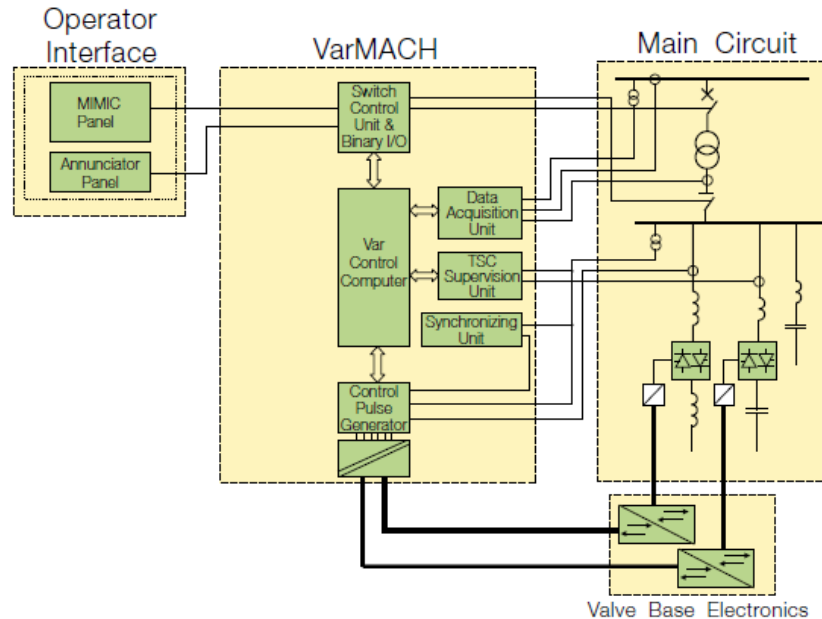 Operator
Interface
VarMACH
Main Circuit
MIMIC
Panel
Annunciator
Panel
Switch
Control
Unit &
Binary I/O
Var
Control
Computer
Data
Acquisition
Unit
TSC
Supervision
Unit
Synchronizing
Unit
Control
Pulse
Generator
Valve Base Electronics